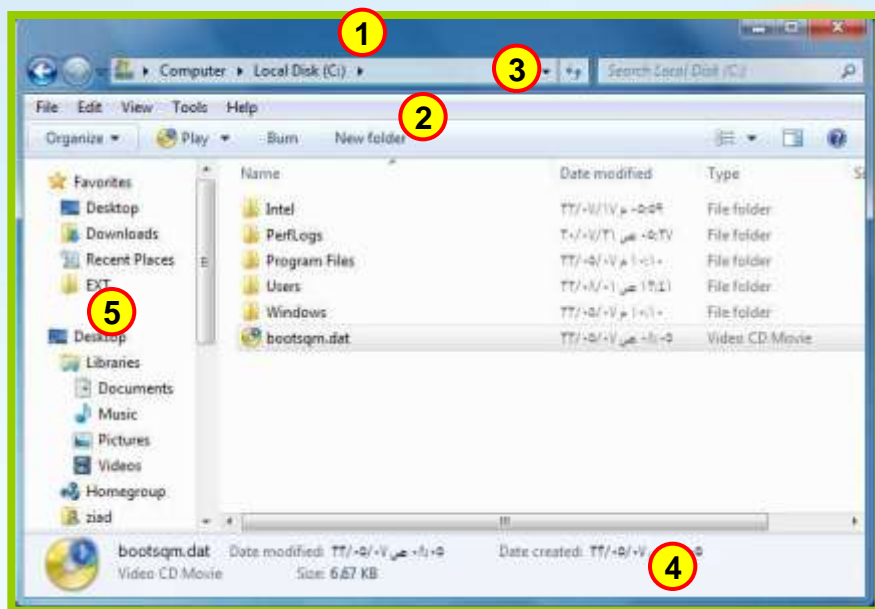 1
Computer Local Disk (C:) 3 Search Local Disk (C:)
File Edit View Tools Help
2
Organize Play Burn New folder
Name Date modified Type
Favorites
Desktop Intel File folder
Downloads PerfLogs File folder
Recent Places Program Files File folder
EXT Users File folder
5 Windows File folder
Desktop bootsqm.dat Video CD Movie
Libraries
Documents
Music
Pictures
Videos
Homegroup
ziad
bootsqm.dat Date modified: Date created:
4
Video CD Movie Size: 6,67 KB